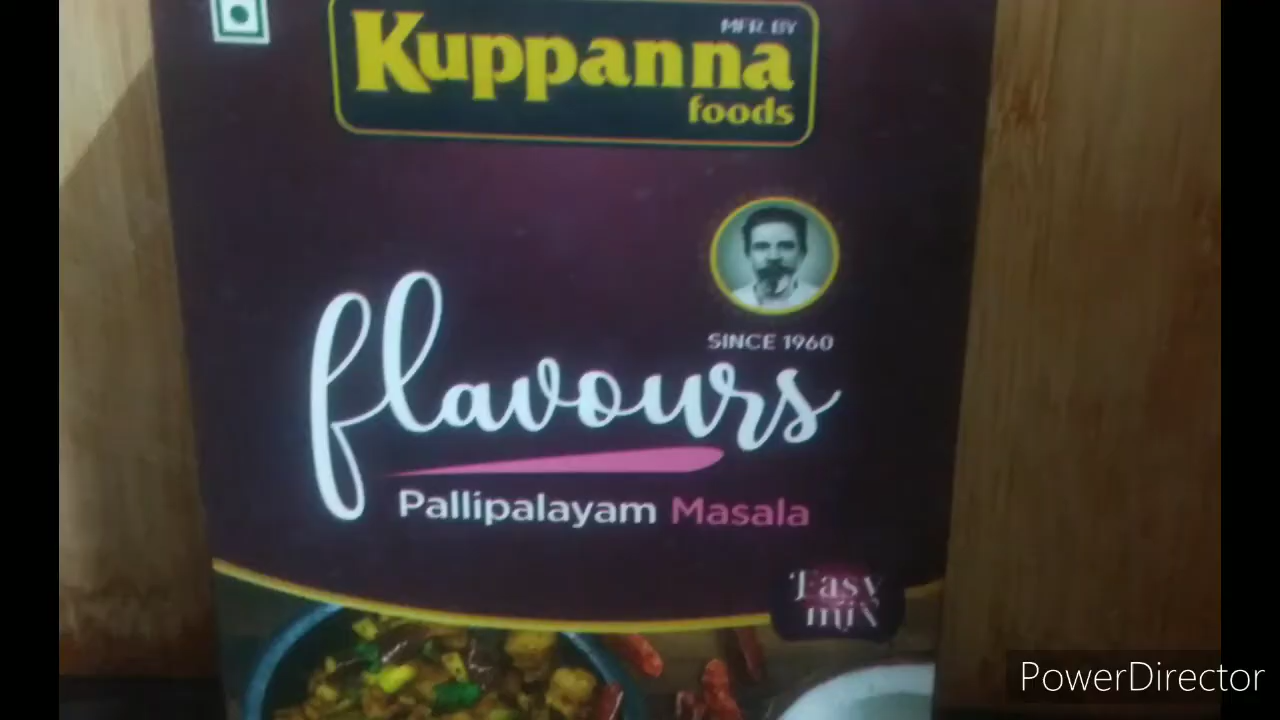 MFR. BY
Kuppanna
foods
SINCE 1960
flavours
Pallipalayam Masala
Easy
mix
PowerDirector